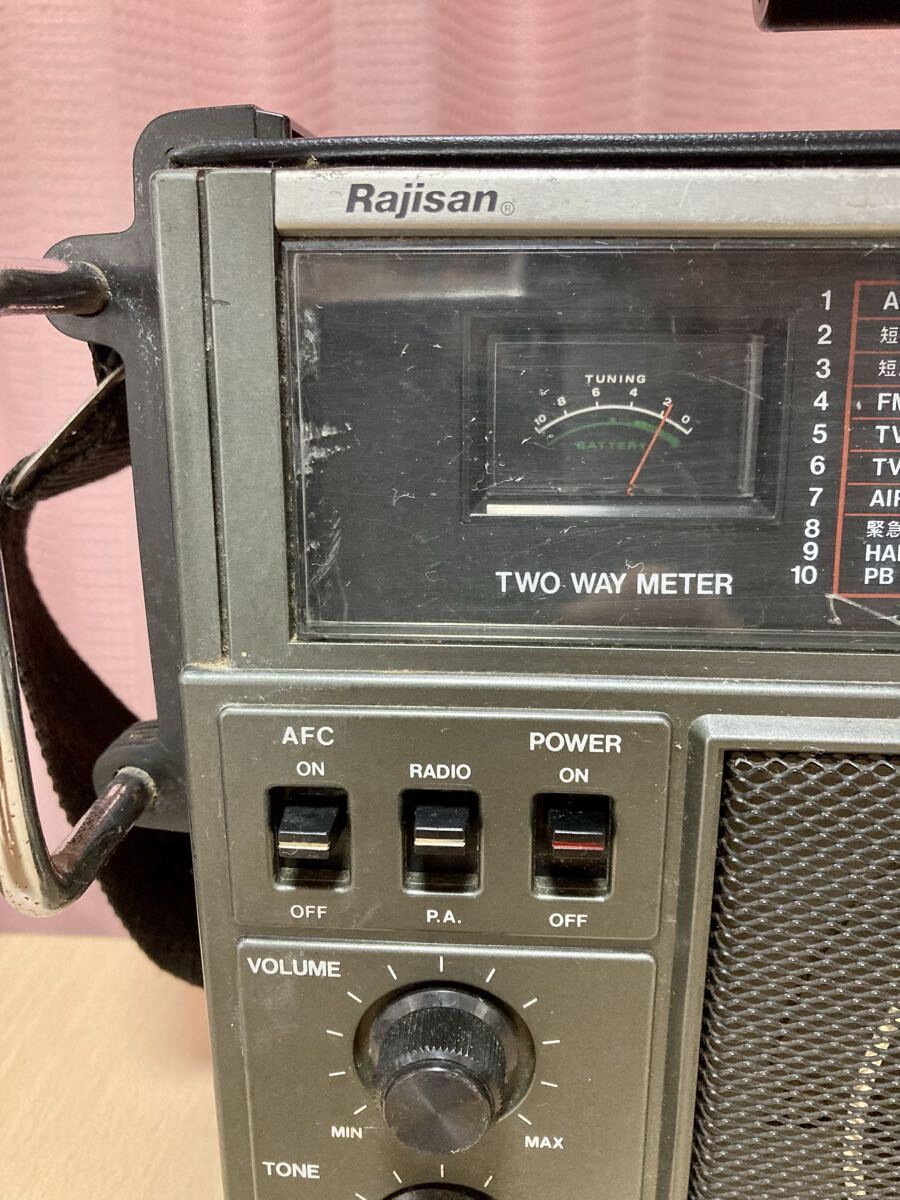 Rajisan®
TUNING
10 8 6 4 2 0
BATTERY
TWO WAY METER
1 A
2 短
3 短
4 FM
5 TV
6 TV
7 AIR
8 緊急
9 HA
10 PB
AFC
ON
OFF
RADIO
P.A.
POWER
ON
OFF
VOLUME
MIN
MAX
TONE